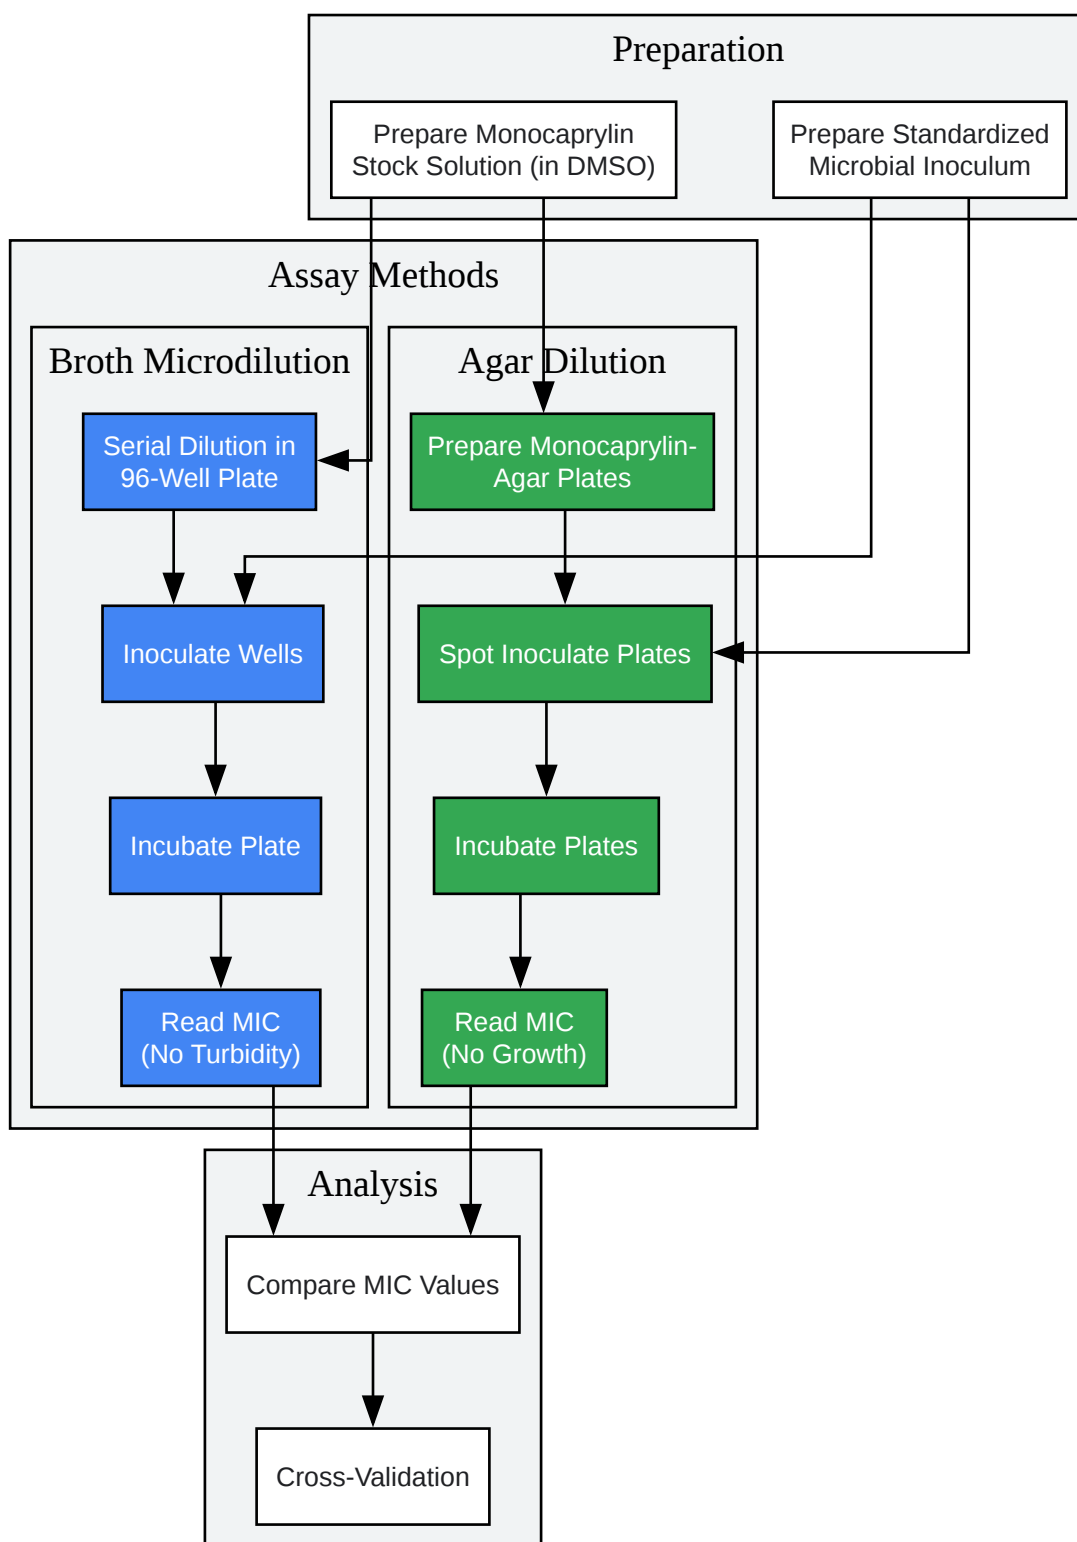 Preparation
Prepare Monocaprylin
Stock Solution (in DMSO)
Prepare Standardized
Microbial Inoculum
Assay Methods
Broth Microdilution
Agar Dilution
Serial Dilution in
96-Well Plate
Prepare Monocaprylin-
Agar Plates
Inoculate Wells
Spot Inoculate Plates
Incubate Plate
Incubate Plates
Read MIC
(No Turbidity)
Read MIC
(No Growth)
Analysis
Compare MIC Values
Cross-Validation